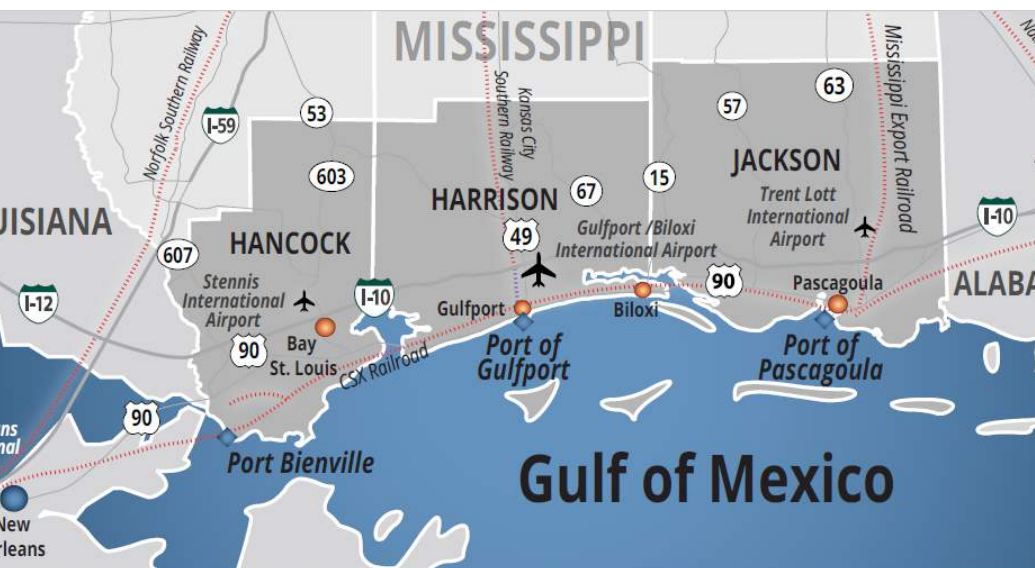 MISSISSIPPI
Norfolk Southern Railway
I-59
53
Kansas City
Southern Railway
57
63
Mississippi Export Railroad
603
HARRISON
67
15
JACKSON
Trent Lott
International
Airport
I-10
UISIANA
607
HANCOCK
49
Gulfport /Biloxi
International Airport
Stennis
International
Airport
I-12
I-10
90
Pascagoula
ALABA
Gulfport
Biloxi
90
Bay
St. Louis
CSX Railroad
Port of
Gulfport
Port of
Pascagoula
90
ns
nal
Port Bienville
Gulf of Mexico
New
rleans